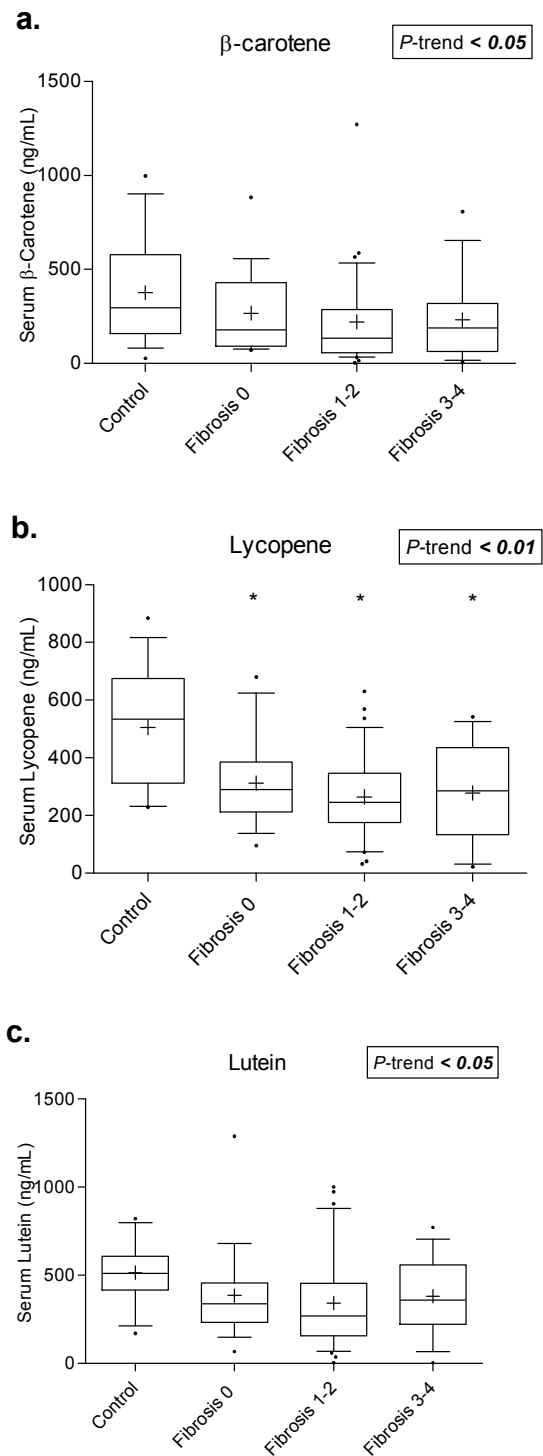 a.
β-carotene
P-trend < 0.05
Serum β-Carotene (ng/mL)
1500
1000
500
0
Control
Fibrosis 0
Fibrosis 1-2
Fibrosis 3-4
b.
Lycopene
P-trend < 0.01
Serum Lycopene (ng/mL)
1000
800
600
400
200
0
* * *
Control
Fibrosis 0
Fibrosis 1-2
Fibrosis 3-4
c.
Lutein
P-trend < 0.05
Serum Lutein (ng/mL)
1500
1000
500
0
Control
Fibrosis 0
Fibrosis 1-2
Fibrosis 3-4